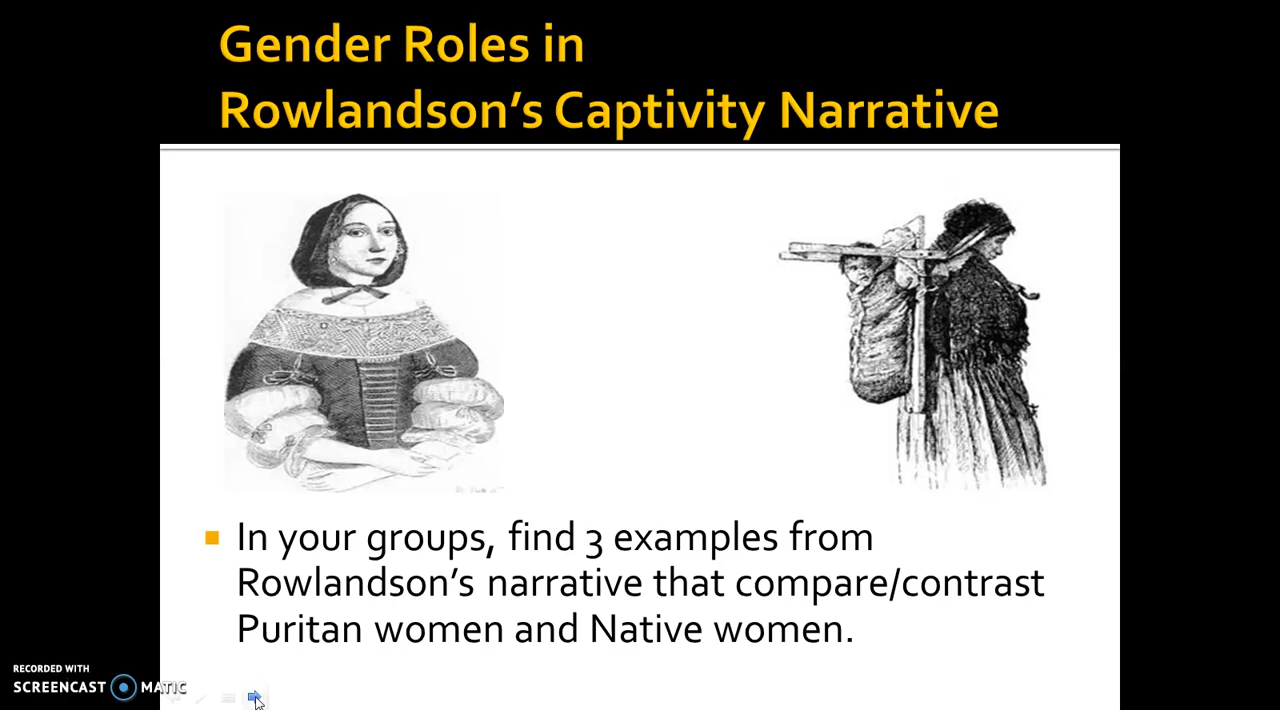 Gender Roles in
Rowlandson’s Captivity Narrative
In your groups, find 3 examples from
Rowlandson’s narrative that compare/contrast
Puritan women and Native women.
RECORDED WITH
SCREENCAST MATIC